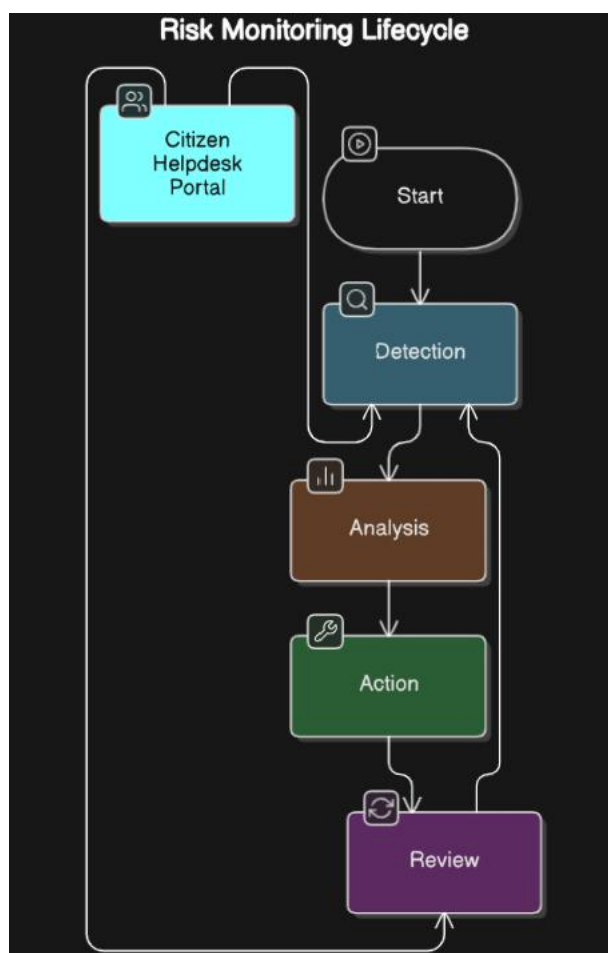 Risk Monitoring Lifecycle
Citizen
Helpdesk
Portal
Start
Detection
Analysis
Action
Review